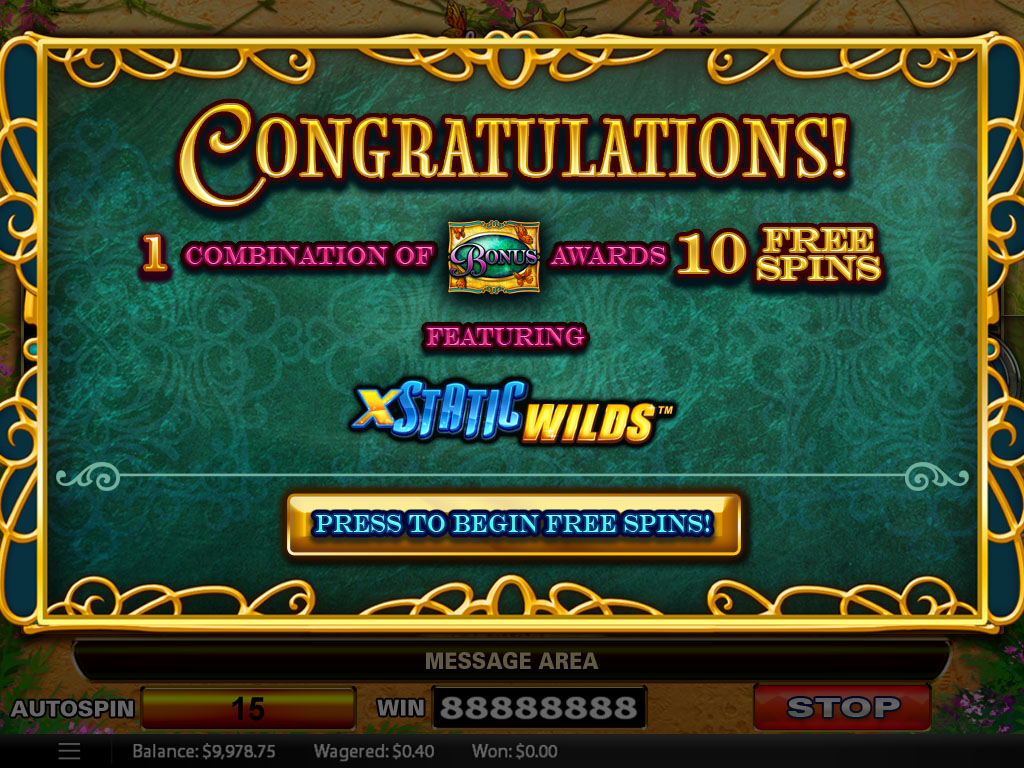 CONGRATULATIONS!
1 COMBINATION OF BONUS AWARDS 10 FREE SPINS
FEATURING
XSTATIC WILDS™
PRESS TO BEGIN FREE SPINS!
MESSAGE AREA
AUTOSPIN 15 WIN 88888888 STOP
Balance: $9,978.75 Wagered: $0.40 Won: $0.00